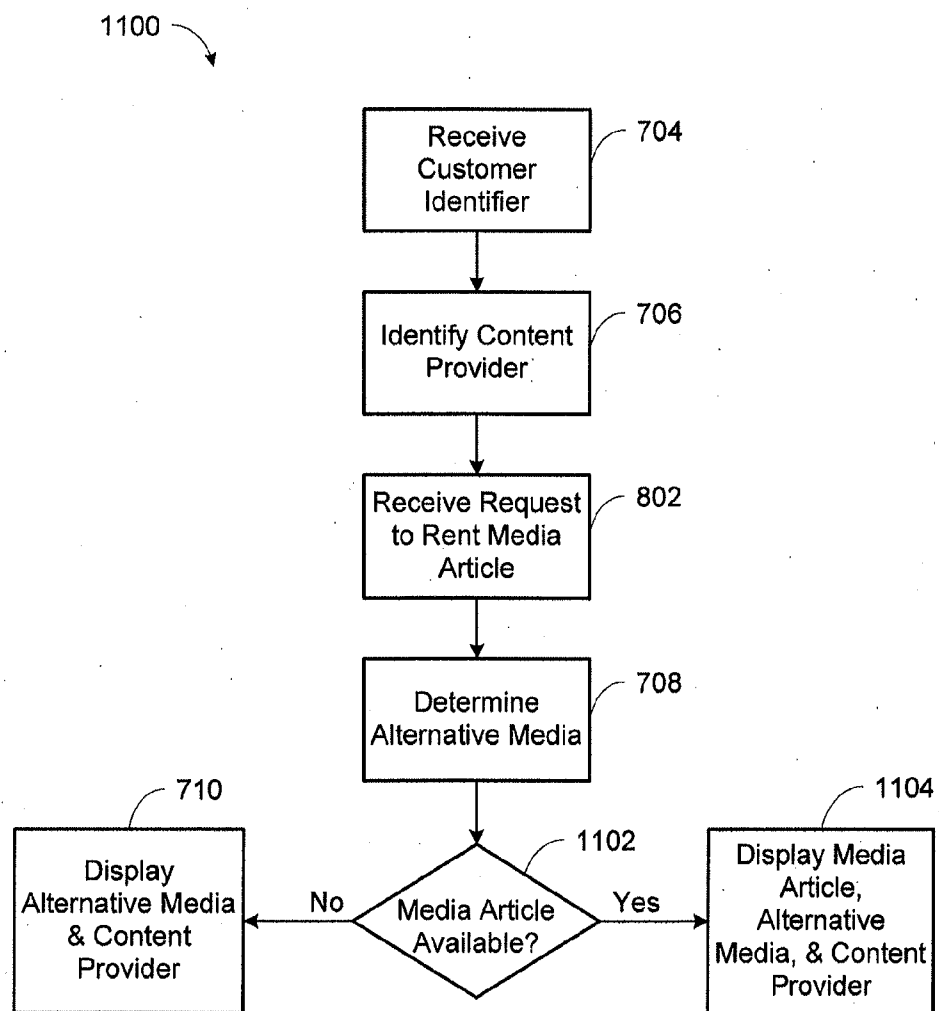 1100
Receive
Customer
Identifier
704
Identify Content
Provider
706
Receive Request
to Rent Media
Article
802
Determine
Alternative Media
708
710
Display
Alternative Media
& Content
Provider
No
Media Article
Available?
1102
Yes
1104
Display Media
Article,
Alternative
Media, & Content
Provider